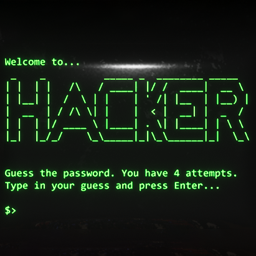 Welcome to...
HACKER
Guess the password. You have 4 attempts.
Type in your guess and press Enter...
$>